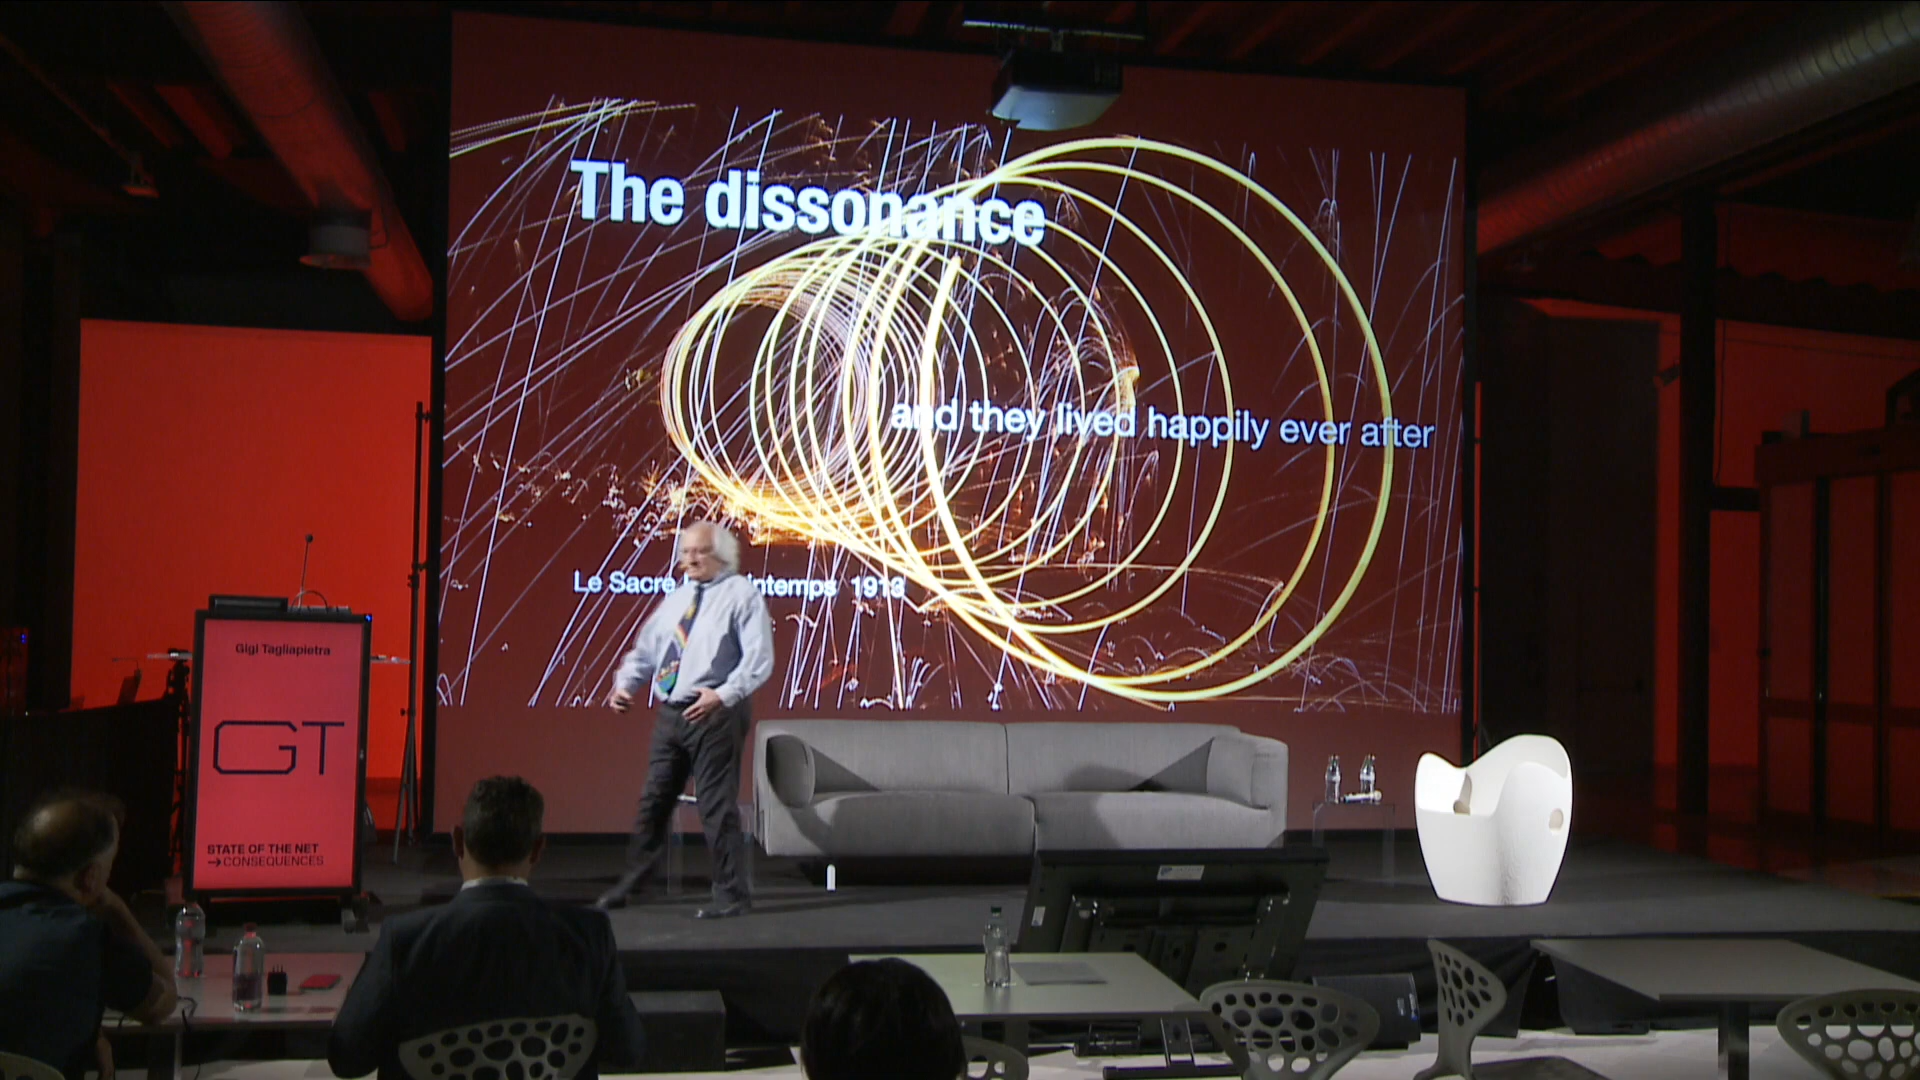 The dissonance
and they lived happily ever after
Le Sacre intemps 1913
Gigi Tagliapietra
GT
STATE OF THE NET
→CONSEQUENCES